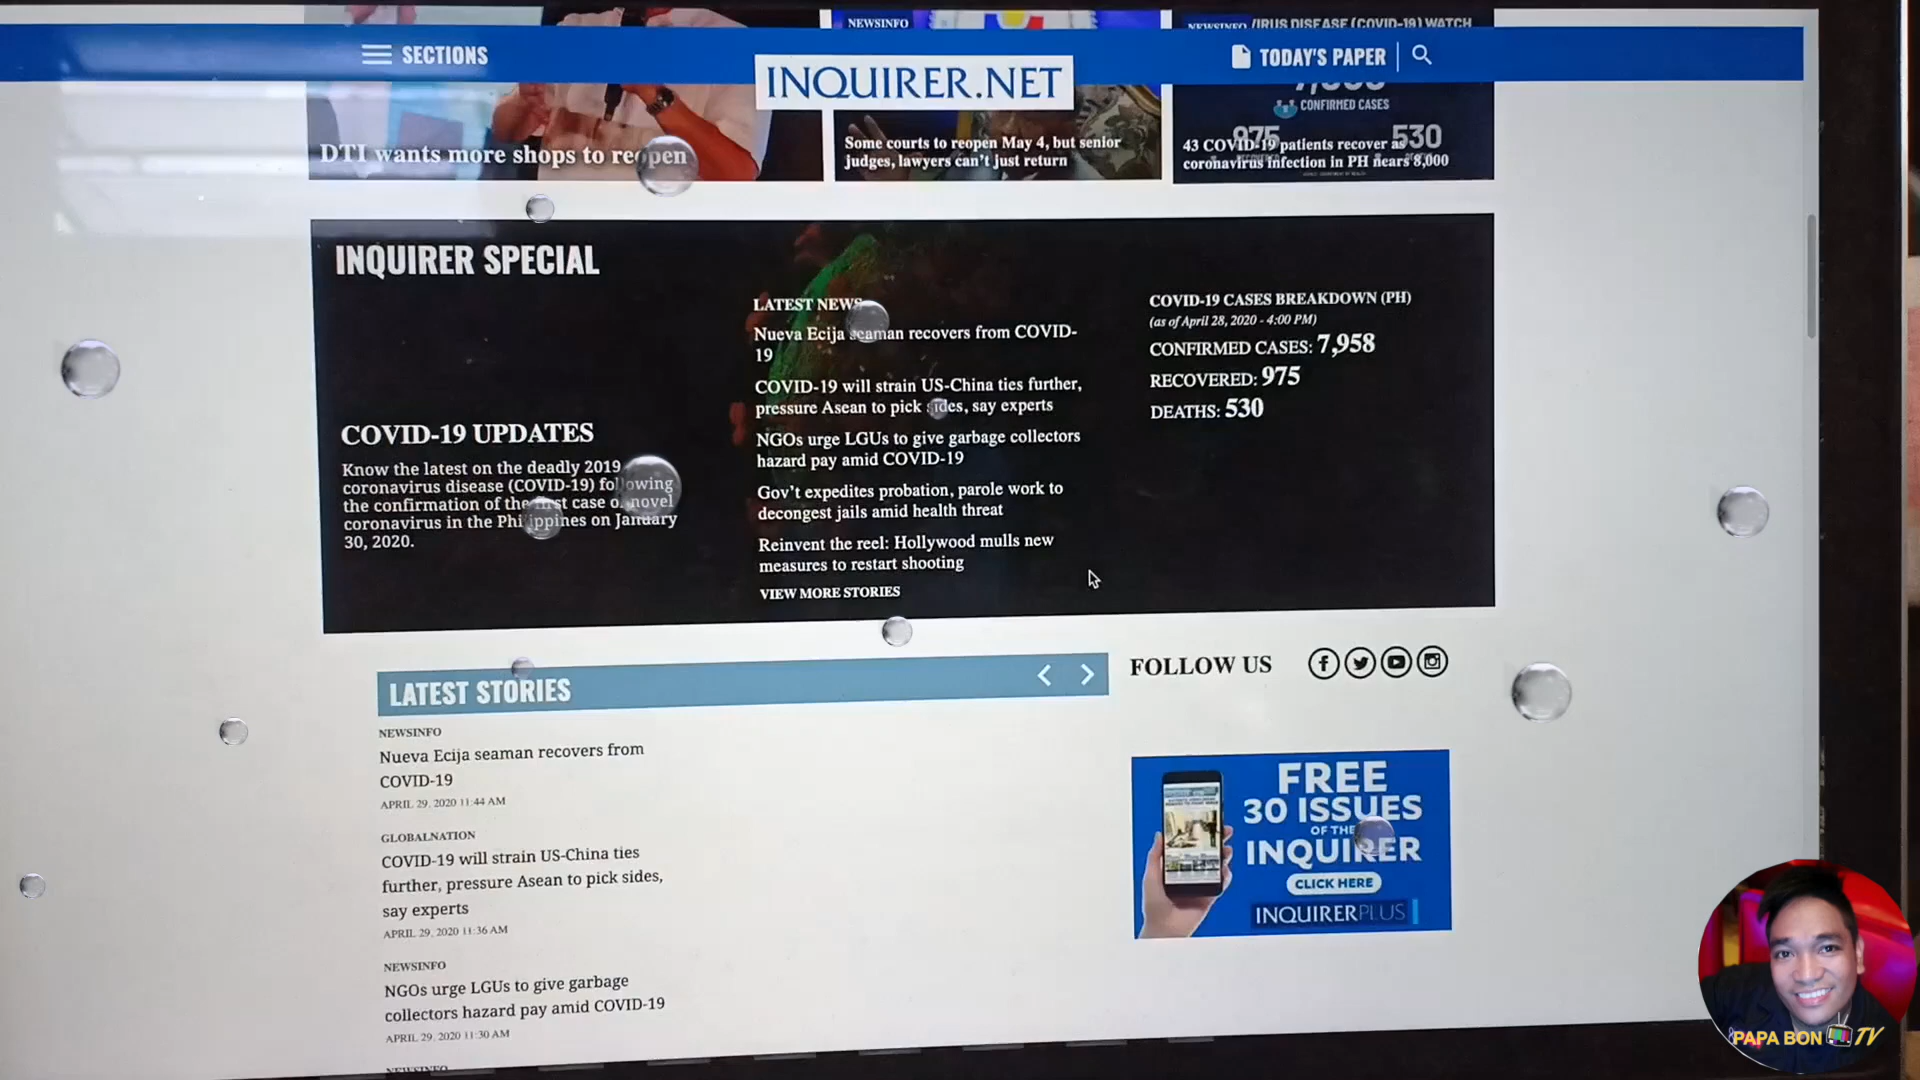 NEWSINFO
NEWSINFO
/IRUS DISEASE (COVID-19) WATCH
SECTIONS
INQUIRER.NET
TODAY'S PAPER
CONFIRMED CASES
975
530
DTI wants more shops to reopen
Some courts to reopen May 4, but senior
judges, lawyers can't just return
43 COVID-19 patients recover as
coronavirus infection in PH nears 8,000
INQUIRER SPECIAL
COVID-19 UPDATES
Know the latest on the deadly 2019
coronavirus disease (COVID-19) following
the confirmation of the first case of novel
coronavirus in the Philippines on January
30, 2020.
LATEST NEWS
Nueva Ecija seaman recovers from COVID-
19
COVID-19 will strain US-China ties further,
pressure Asean to pick sides, say experts
NGOs urge LGUs to give garbage collectors
hazard pay amid COVID-19
Gov't expedites probation, parole work to
decongest jails amid health threat
Reinvent the reel: Hollywood mulls new
measures to restart shooting
VIEW MORE STORIES
COVID-19 CASES BREAKDOWN (PH)
(as of April 28, 2020 - 4:00 PM)
CONFIRMED CASES: 7,958
RECOVERED: 975
DEATHS: 530
LATEST STORIES
NEWSINFO
Nueva Ecija seaman recovers from
COVID-19
APRIL 29, 2020 11:44 AM
GLOBALNATION
COVID-19 will strain US-China ties
further, pressure Asean to pick sides,
say experts
APRIL 29, 2020 11:36 AM
NEWSINFO
NGOs urge LGUs to give garbage
collectors hazard pay amid COVID-19
APRIL 29, 2020 11:30 AM
NEWSINFO
FOLLOW US
FREE
30 ISSUES
OF THE
INQUIRER
CLICK HERE
INQUIRERPLUS
PAPA BON TV